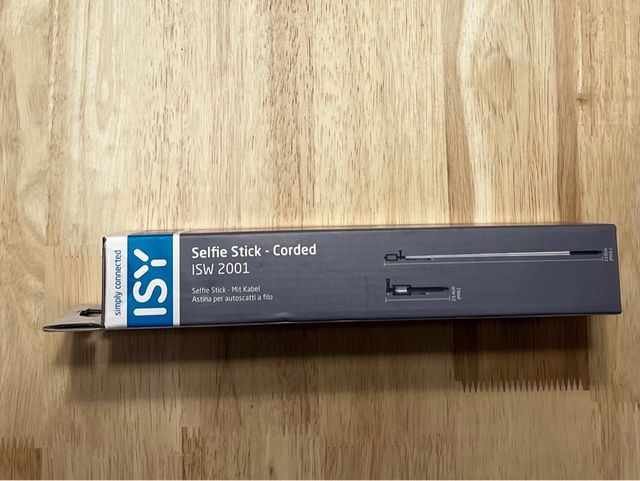 simply connected
ISY
Selfie Stick - Corded
ISW 2001
Selfie Stick - Mit Kabel
Astina per autoscatti a filo